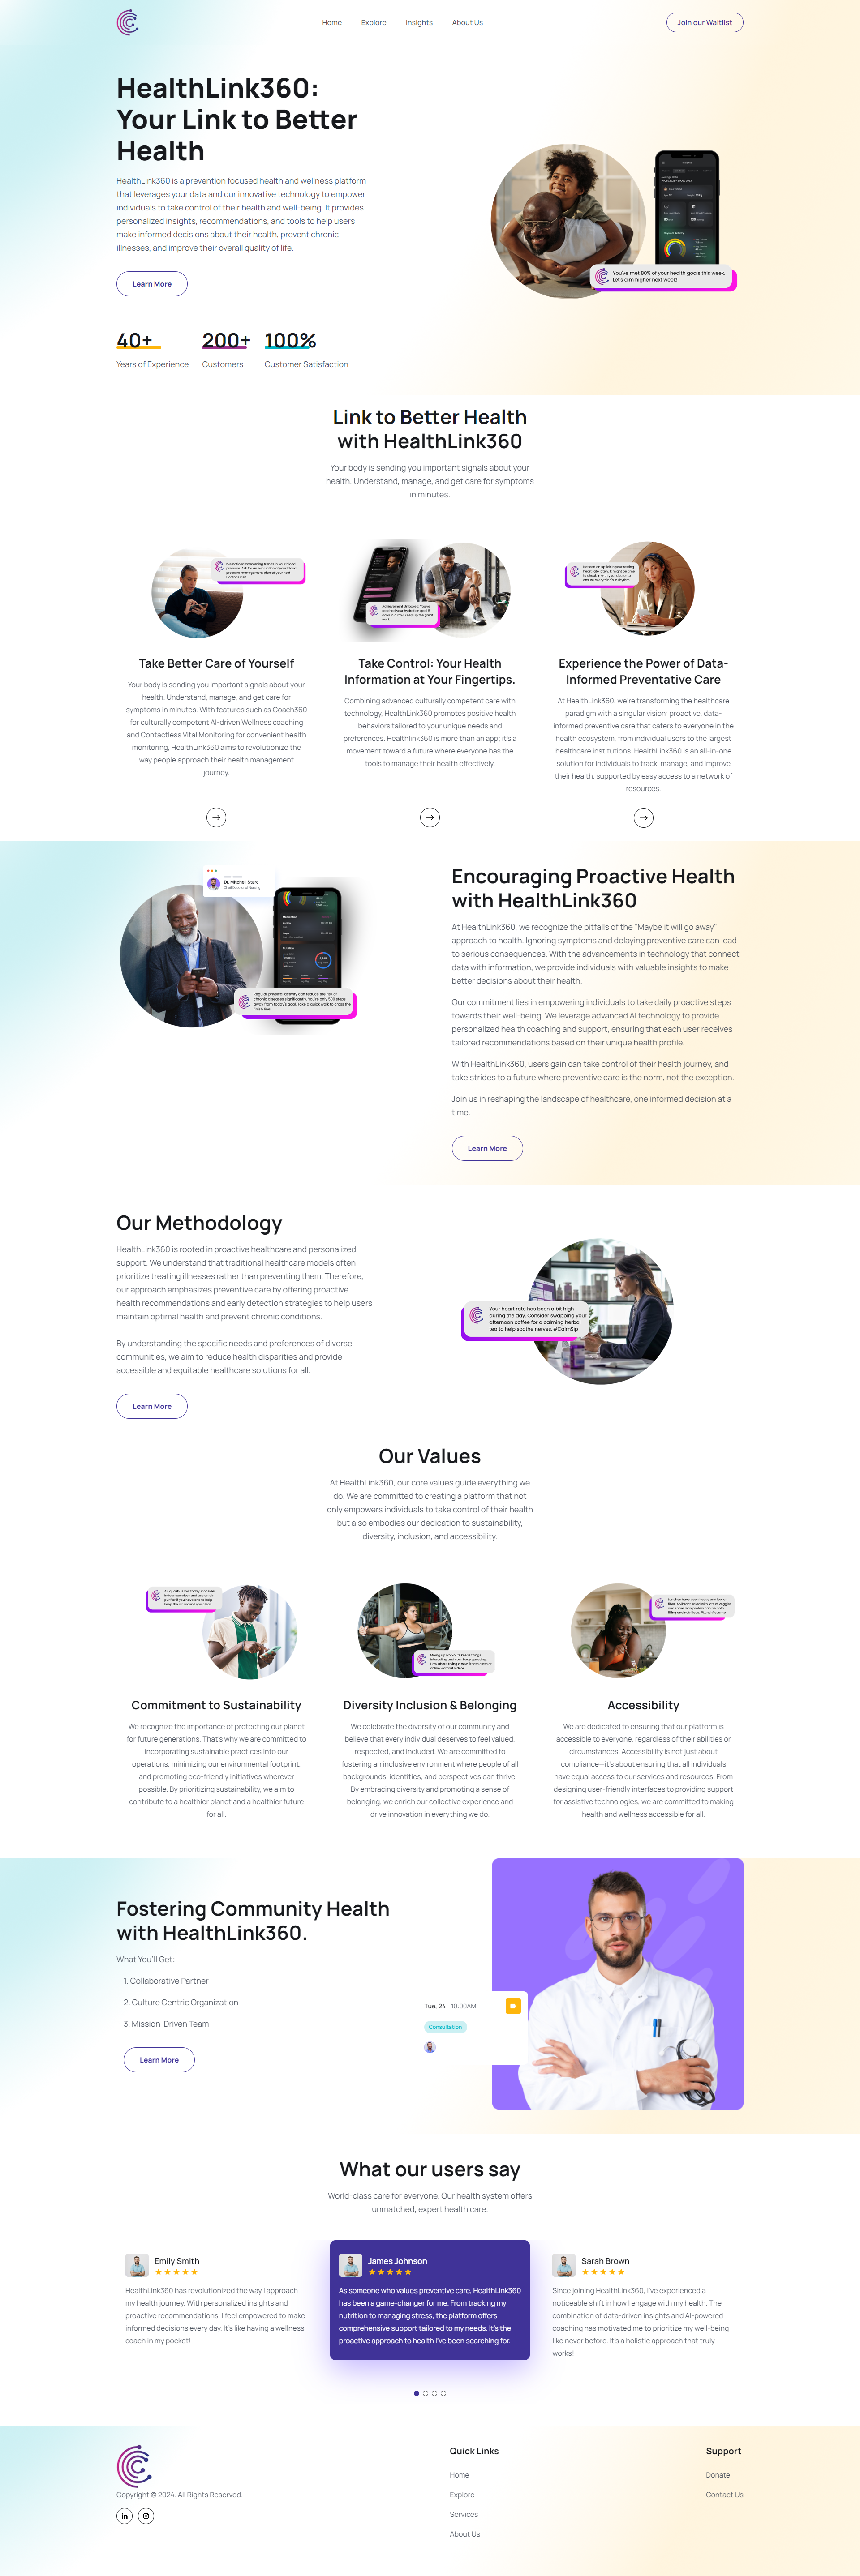 Home Explore Insights About Us Join our Waitlist
HealthLink360:
Your Link to Better
Health
HealthLink360 is a prevention focused health and wellness platform
that leverages your data and our innovative technology to empower
individuals to take control of their health and well-being. It provides
personalized insights, recommendations, and tools to help users
make informed decisions about their health, prevent chronic
illnesses, and improve their overall quality of life.
Learn More
You've met 80% of your health goals this week.
Let's aim higher next week!
40+ 200+ 100%
Years of Experience Customers Customer Satisfaction
Link to Better Health
with HealthLink360
Your body is sending you important signals about your
health. Understand, manage, and get care for symptoms
in minutes.
Take Better Care of Yourself
Your body is sending you important signals about your
health. Understand, manage, and get care for
symptoms in minutes. With features such as Coach360
for culturally competent AI-driven Wellness coaching
and Contactless Vital Monitoring for convenient health
monitoring, HealthLink360 aims to revolutionize the
way people approach their health management
journey.
Take Control: Your Health
Information at Your Fingertips.
Combining advanced culturally competent care with
technology, HealthLink360 promotes positive health
behaviors tailored to your unique needs and
preferences. Healthlink360 is more than an app; it's a
movement toward a future where everyone has the
tools to manage their health effectively.
Experience the Power of Data-
Informed Preventative Care
At HealthLink360, we're transforming the healthcare
paradigm with a singular vision: proactive, data-
informed preventive care that caters to everyone in the
health ecosystem, from individual users to the largest
healthcare institutions. HealthLink360 is an all-in-one
solution for individuals to track, manage, and improve
their health, supported by easy access to a network of
resources.
Dr. Mitchell Starc
Regular physical activity can reduce the risk of
chronic diseases significantly. You're only 500 steps
away from today's goal. Take a quick walk to cross the
finish line!
Encouraging Proactive Health
with HealthLink360
At HealthLink360, we recognize the pitfalls of the "Maybe it will go away"
approach to health. Ignoring symptoms and delaying preventive care can lead
to serious consequences. With the advancements in technology that connect
data with information, we provide individuals with valuable insights to make
better decisions about their health.
Our commitment lies in empowering individuals to take daily proactive steps
towards their well-being. We leverage advanced AI technology to provide
personalized health coaching and support, ensuring that each user receives
tailored recommendations based on their unique health profile.
With HealthLink360, users gain can take control of their health journey, and
take strides to a future where preventive care is the norm, not the exception.
Join us in reshaping the landscape of healthcare, one informed decision at a
time.
Learn More
Our Methodology
HealthLink360 is rooted in proactive healthcare and personalized
support. We understand that traditional healthcare models often
prioritize treating illnesses rather than preventing them. Therefore,
our approach emphasizes preventive care by offering proactive
health recommendations and early detection strategies to help users
maintain optimal health and prevent chronic conditions.
By understanding the specific needs and preferences of diverse
communities, we aim to reduce health disparities and provide
accessible and equitable healthcare solutions for all.
Learn More
Your heart rate has been a bit high
during the day. Consider swapping your
afternoon coffee for a calming herbal
tea to help soothe nerves. #CalmSip
Our Values
At HealthLink360, our core values guide everything we
do. We are committed to creating a platform that not
only empowers individuals to take control of their health
but also embodies our dedication to sustainability,
diversity, inclusion, and accessibility.
Commitment to Sustainability
We recognize the importance of protecting our planet
for future generations. That's why we are committed to
incorporating sustainable practices into our
operations, minimizing our environmental footprint,
and promoting eco-friendly initiatives wherever
possible. By prioritizing sustainability, we aim to
contribute to a healthier planet and a healthier future
for all.
Diversity Inclusion & Belonging
We celebrate the diversity of our community and
believe that every individual deserves to feel valued,
respected, and included. We are committed to
fostering an inclusive environment where people of all
backgrounds, identities, and perspectives can thrive.
By embracing diversity and promoting a sense of
belonging, we enrich our collective experience and
drive innovation in everything we do.
Accessibility
We are dedicated to ensuring that our platform is
accessible to everyone, regardless of their abilities or
circumstances. Accessibility is not just about
compliance—it's about ensuring that all individuals
have equal access to our services and resources. From
designing user-friendly interfaces to providing support
for assistive technologies, we are committed to making
health and wellness accessible for all.
Fostering Community Health
with HealthLink360.
What You'll Get:
1. Collaborative Partner
2. Culture Centric Organization
3. Mission-Driven Team
Learn More
Tue, 24 10:00AM
Consultation
What our users say
World-class care for everyone. Our health system offers
unmatched, expert health care.
Emily Smith
HealthLink360 has revolutionized the way I approach
my health journey. With personalized insights and
proactive recommendations, I feel empowered to make
informed decisions every day. It's like having a wellness
coach in my pocket!
James Johnson
As someone who values preventive care, HealthLink360
has been a game-changer for me. From tracking my
nutrition to managing stress, the platform offers
comprehensive support tailored to my needs. It's the
proactive approach to health I've been searching for.
Sarah Brown
Since joining HealthLink360, I've experienced a
noticeable shift in how I engage with my health. The
combination of data-driven insights and AI-powered
coaching has motivated me to prioritize my well-being
like never before. It's a holistic approach that truly
works!
Copyright © 2024. All Rights Reserved.
Quick Links
Home
Explore
Services
About Us
Support
Donate
Contact Us